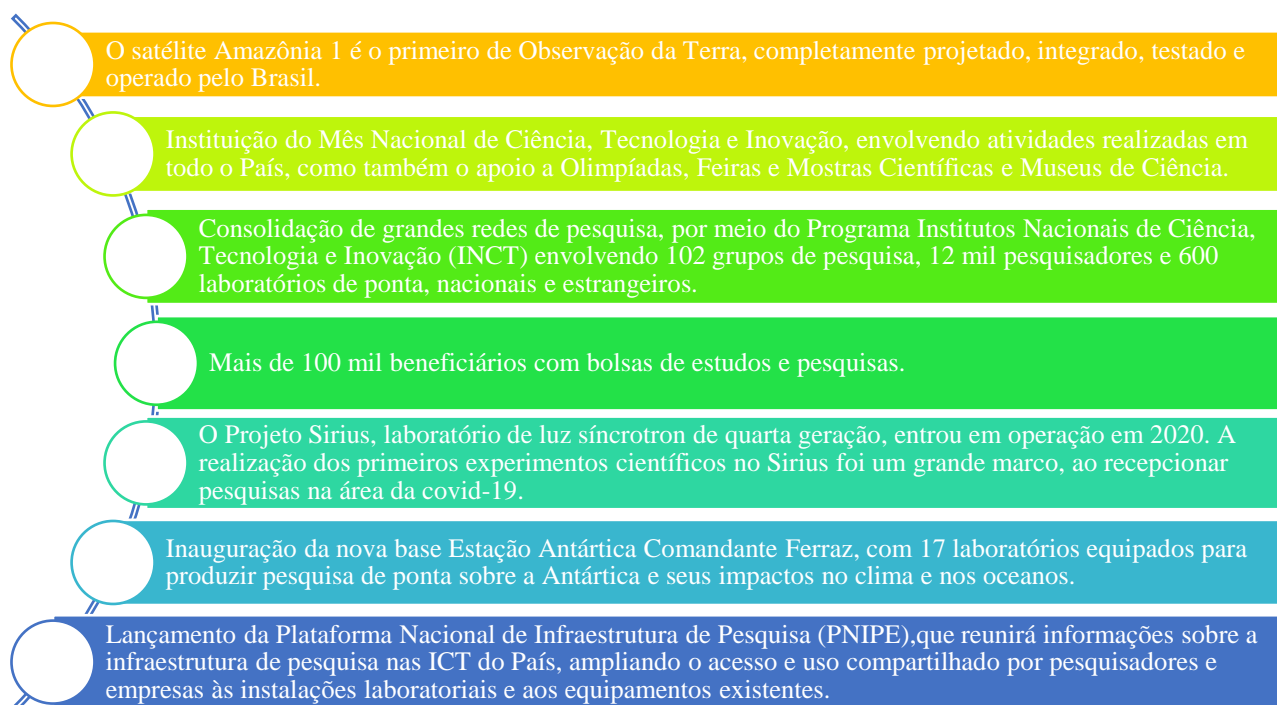 O satélite Amazônia 1 é o primeiro de Observação da Terra, completamente projetado, integrado, testado e
operado pelo Brasil.
Instituição do Mês Nacional de Ciência, Tecnologia e Inovação, envolvendo atividades realizadas em
todo o País, como também o apoio a Olimpíadas, Feiras e Mostras Científicas e Museus de Ciência.
Consolidação de grandes redes de pesquisa, por meio do Programa Institutos Nacionais de Ciência,
Tecnologia e Inovação (INCT) envolvendo 102 grupos de pesquisa, 12 mil pesquisadores e 600
laboratórios de ponta, nacionais e estrangeiros.
Mais de 100 mil beneficiários com bolsas de estudos e pesquisas.
O Projeto Sirius, laboratório de luz síncrotron de quarta geração, entrou em operação em 2020. A
realização dos primeiros experimentos científicos no Sirius foi um grande marco, ao recepcionar
pesquisas na área da covid-19.
Inauguração da nova base Estação Antártica Comandante Ferraz, com 17 laboratórios equipados para
produzir pesquisa de ponta sobre a Antártica e seus impactos no clima e nos oceanos.
Lançamento da Plataforma Nacional de Infraestrutura de Pesquisa (PNIPE),que reunirá informações sobre a
infraestrutura de pesquisa nas ICT do País, ampliando o acesso e uso compartilhado por pesquisadores e
empresas às instalações laboratoriais e aos equipamentos existentes.